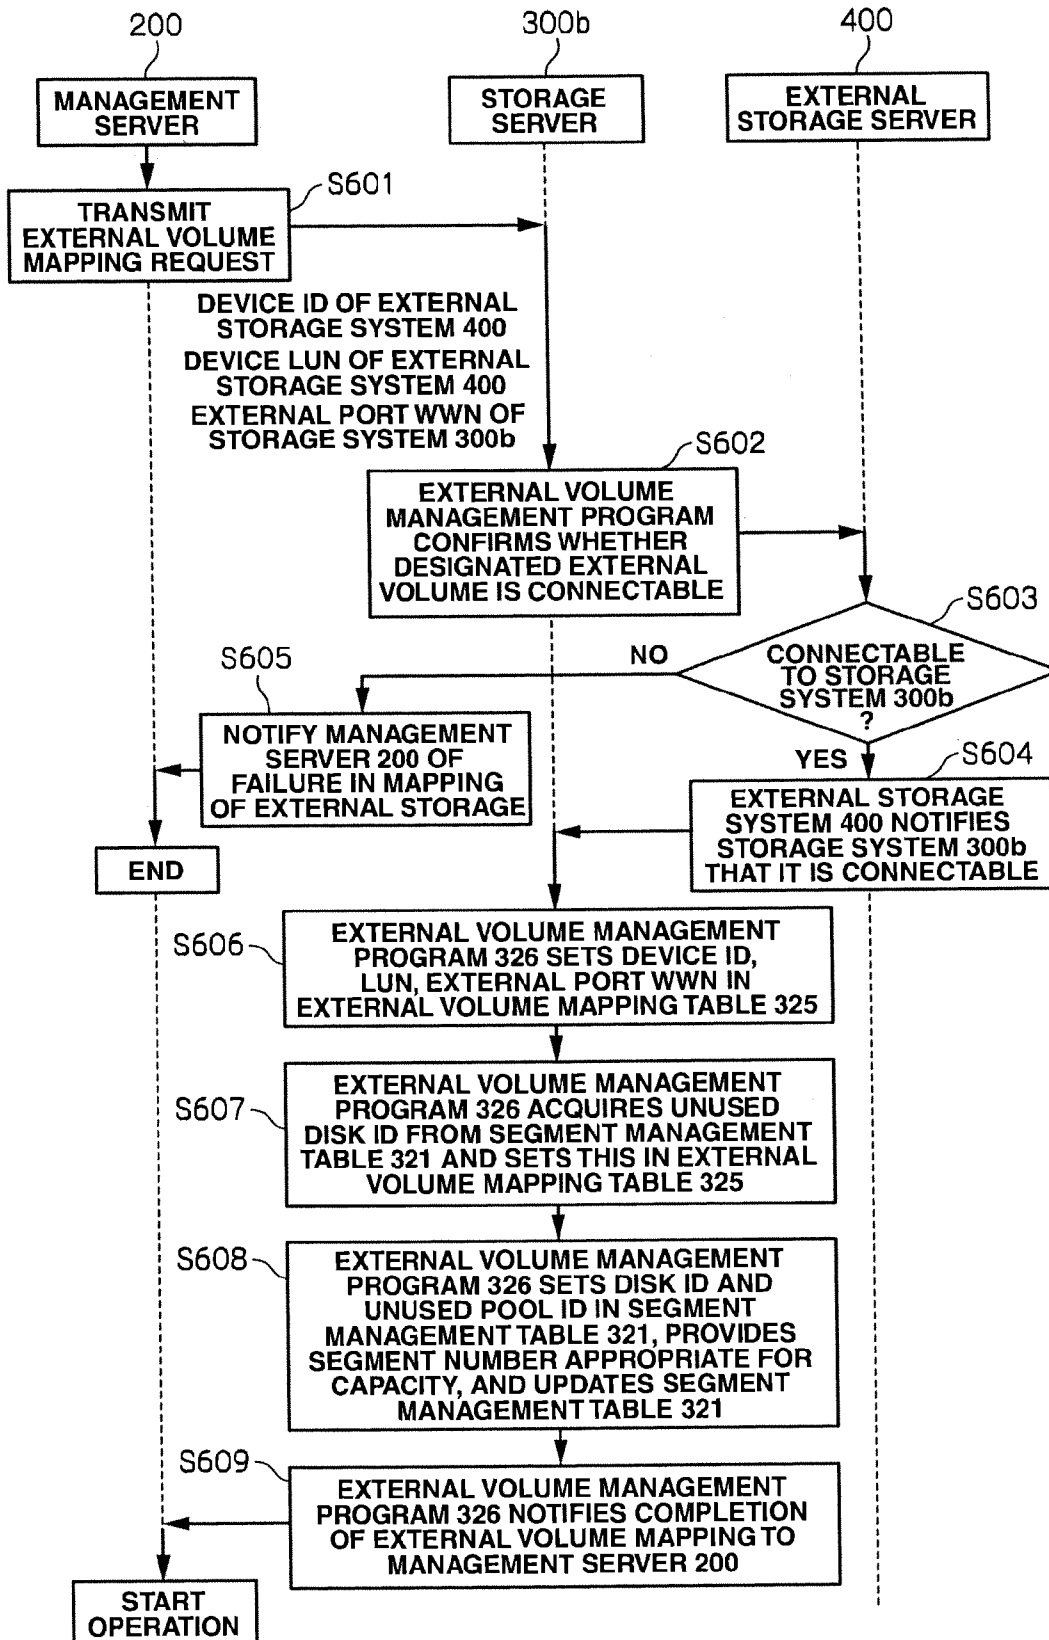 200
300b
400
MANAGEMENT
SERVER
STORAGE
SERVER
EXTERNAL
STORAGE SERVER
S601
TRANSMIT
EXTERNAL VOLUME
MAPPING REQUEST
DEVICE ID OF EXTERNAL
STORAGE SYSTEM 400
DEVICE LUN OF EXTERNAL
STORAGE SYSTEM 400
EXTERNAL PORT WWN OF
STORAGE SYSTEM 300b
S602
EXTERNAL VOLUME
MANAGEMENT PROGRAM
CONFIRMS WHETHER
DESIGNATED EXTERNAL
VOLUME IS CONNECTABLE
S603
CONNECTABLE
TO STORAGE
SYSTEM 300b
?
NO
YES
S605
NOTIFY MANAGEMENT
SERVER 200 OF
FAILURE IN MAPPING
OF EXTERNAL STORAGE
S604
EXTERNAL STORAGE
SYSTEM 400 NOTIFIES
STORAGE SYSTEM 300b
THAT IT IS CONNECTABLE
END
S606
EXTERNAL VOLUME MANAGEMENT
PROGRAM 326 SETS DEVICE ID,
LUN, EXTERNAL PORT WWN IN
EXTERNAL VOLUME MAPPING TABLE 325
S607
EXTERNAL VOLUME MANAGEMENT
PROGRAM 326 ACQUIRES UNUSED
DISK ID FROM SEGMENT MANAGEMENT
TABLE 321 AND SETS THIS IN EXTERNAL
VOLUME MAPPING TABLE 325
S608
EXTERNAL VOLUME MANAGEMENT
PROGRAM 326 SETS DISK ID AND
UNUSED POOL ID IN SEGMENT
MANAGEMENT TABLE 321, PROVIDES
SEGMENT NUMBER APPROPRIATE FOR
CAPACITY, AND UPDATES SEGMENT
MANAGEMENT TABLE 321
S609
EXTERNAL VOLUME MANAGEMENT
PROGRAM 326 NOTIFIES COMPLETION
OF EXTERNAL VOLUME MAPPING TO
MANAGEMENT SERVER 200
START
OPERATION